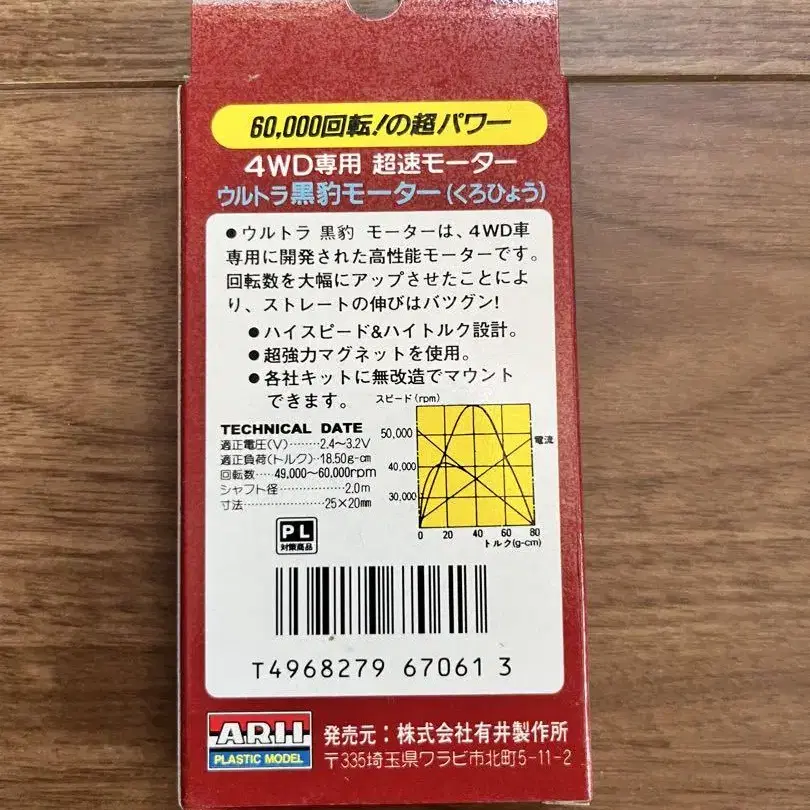 60,000回転!の超パワー
4WD専用 超速モーター
ウルトラ黒豹モーター(くろひょう)
●ウルトラ 黒豹 モーターは、4WD車
専用に開発された高性能モーターです。
回転数を大幅にアップさせたことによ
り、ストレートの伸びはバツグン!
●ハイスピード&ハイトルク設計。
●超強力マグネットを使用。
●各社キットに無改造でマウント
できます。
TECHNICAL DATE
適正電圧(V)……2.4〜3.2V
適正負荷(トルク)…18.50g-cm
回転数…49,000〜60,000rpm
シャフト径………………2.0m
寸法………………25×20mm
スピード(rpm)
50,000
電流
40,000
30,000
0 20 40 60 80
トルク(g-cm)
PL
対策商品
T4968279 67061 3
ARII
PLASTIC MODEL
発売元:株式会社有井製作所
〒335埼玉県ワラビ市北町5-11-2